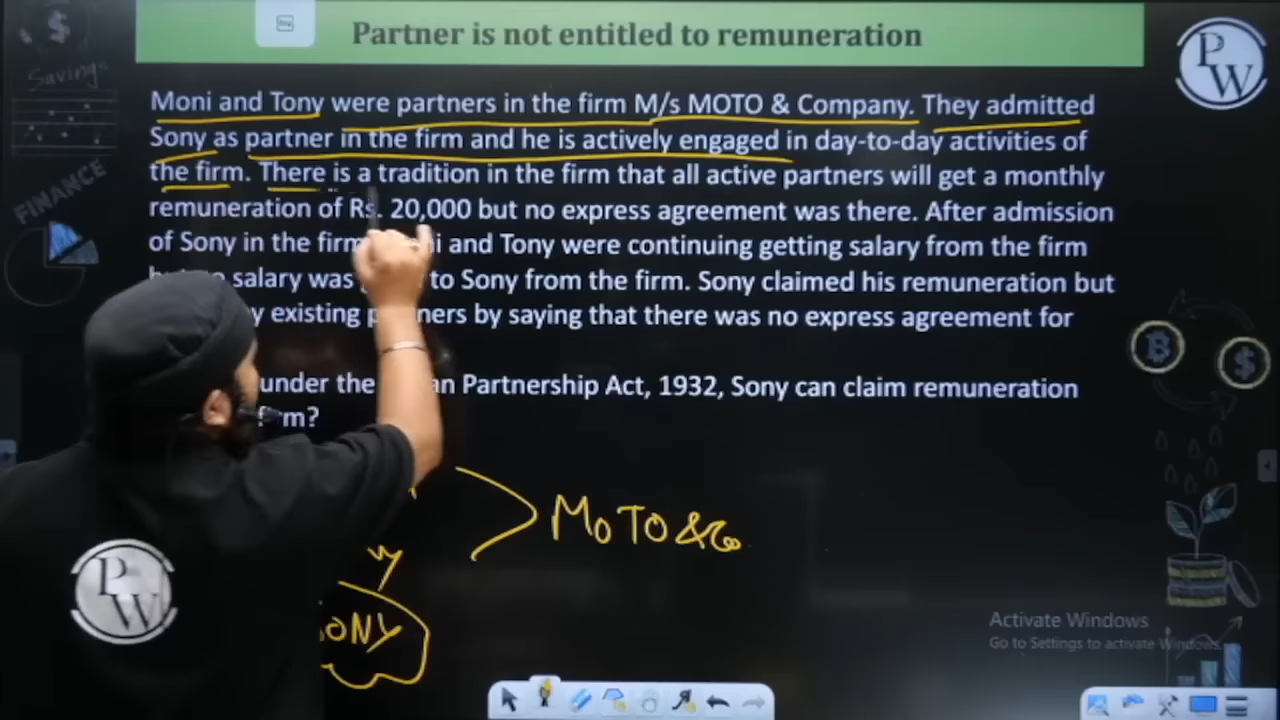 Partner is not entitled to remuneration
Savings
FINANCE
P
W
Moni and Tony were partners in the firm M/s MOTO & Company. They admitted
Sony as partner in the firm and he is actively engaged in day-to-day activities of
the firm. There is a tradition in the firm that all active partners will get a monthly
remuneration of Rs. 20,000 but no express agreement was there. After admission
of Sony in the firm and Tony were continuing getting salary from the firm
salary was to Sony from the firm. Sony claimed his remuneration but
existing by saying that there was no express agreement for
under the Partnership Act, 1932, Sony can claim remuneration
MOTO & Co
SONY
P
W
Activate Windows
Go to Settings to activate Windows.